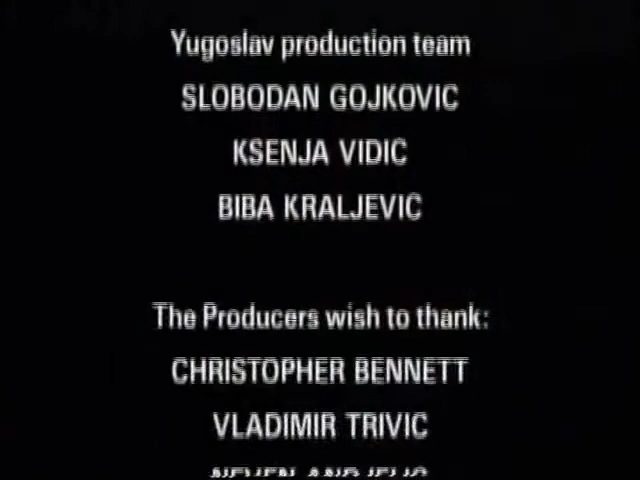 Yugoslav production team
SLOBODAN GOJKOVIC
KSENJA VIDIC
BIBA KRALJEVIC
The Producers wish to thank:
CHRISTOPHER BENNETT
VLADIMIR TRIVIC